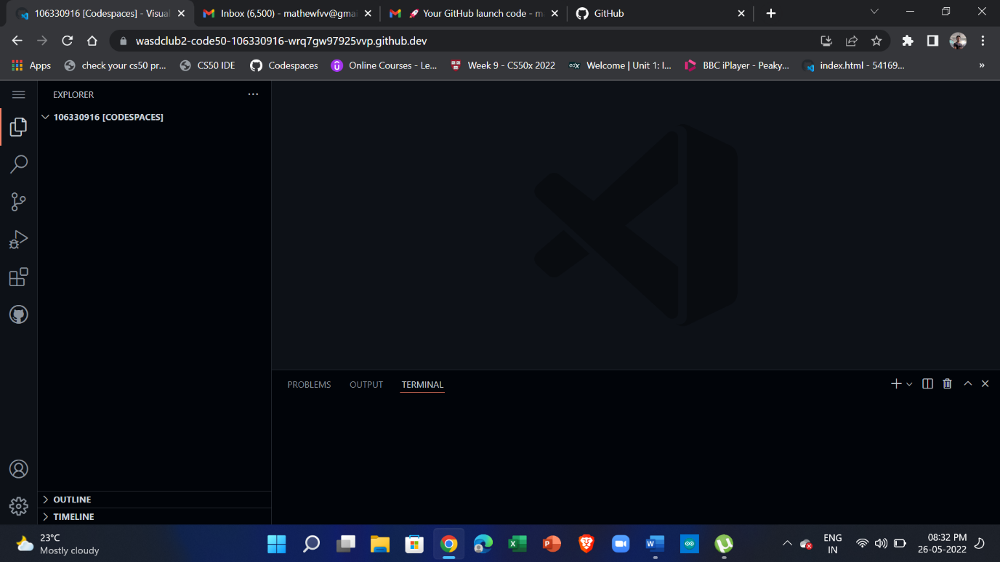 106330916 [Codespaces] - Visual
Inbox (6,500) - mathewfvv@gmai
🚀 Your GitHub launch code - m
GitHub
wasdclub2-code50-106330916-wrq7gw97925vvp.github.dev
Apps
check your cs50 pr...
CS50 IDE
Codespaces
Online Courses - Le...
Week 9 - CS50x 2022
edX
Welcome | Unit 1: I...
BBC iPlayer - Peaky...
index.html - 54169...
»
EXPLORER
106330916 [CODESPACES]
PROBLEMS
OUTPUT
TERMINAL
OUTLINE
TIMELINE
23°C
Mostly cloudy
ENG
IN
08:32 PM
26-05-2022